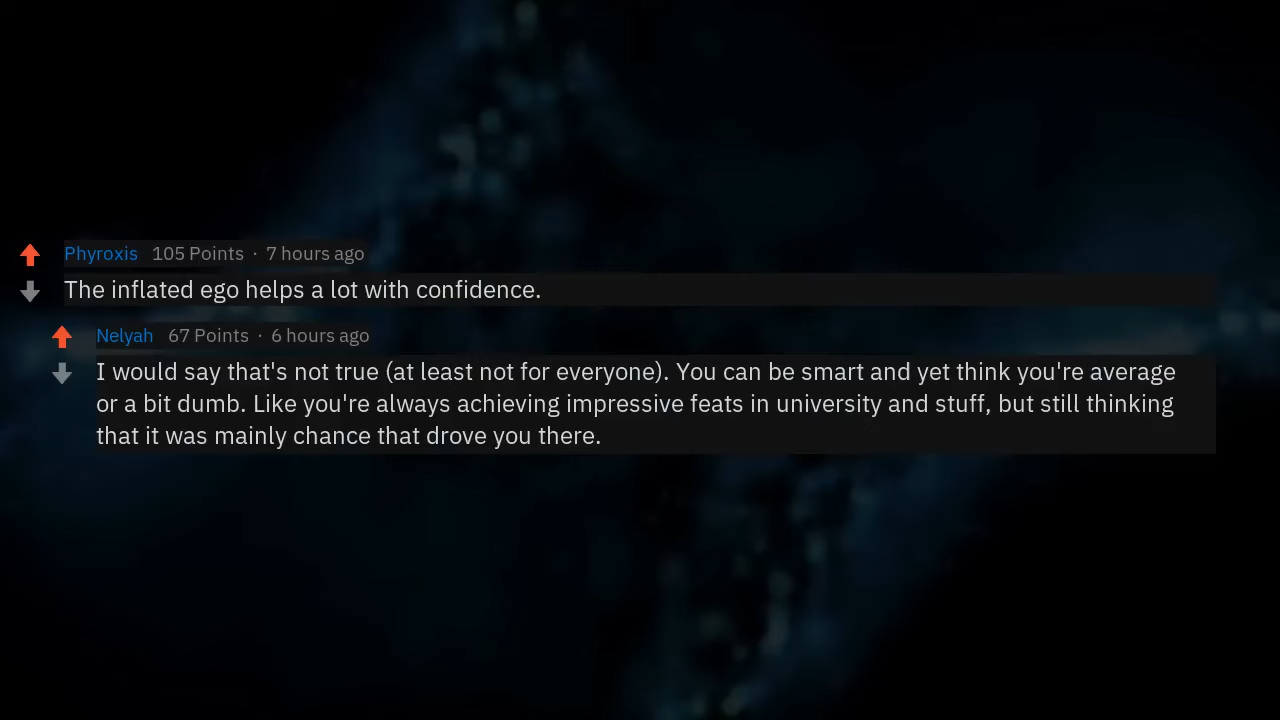 Phyroxis 105 Points · 7 hours ago
The inflated ego helps a lot with confidence.
Nelyah 67 Points · 6 hours ago
I would say that's not true (at least not for everyone). You can be smart and yet think you're average
or a bit dumb. Like you're always achieving impressive feats in university and stuff, but still thinking
that it was mainly chance that drove you there.